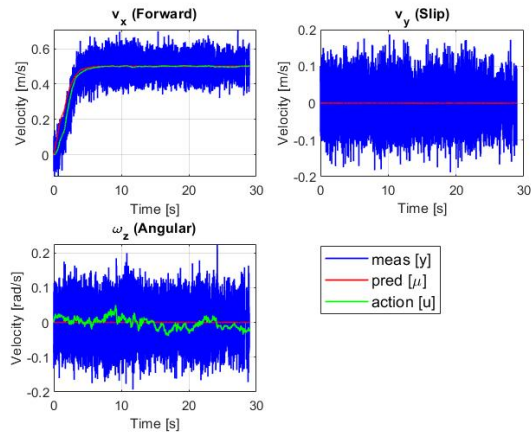 v_x (Forward)
Velocity [m/s]
0.6
0.4
0.2
0
0
10
20
30
Time [s]
v_y (Slip)
Velocity [m/s]
0.2
0.1
0
-0.1
-0.2
0
10
20
30
Time [s]
ω_z (Angular)
Velocity [rad/s]
0.2
0.1
0
-0.1
-0.2
0
10
20
30
Time [s]
meas [y]
pred [μ]
action [u]